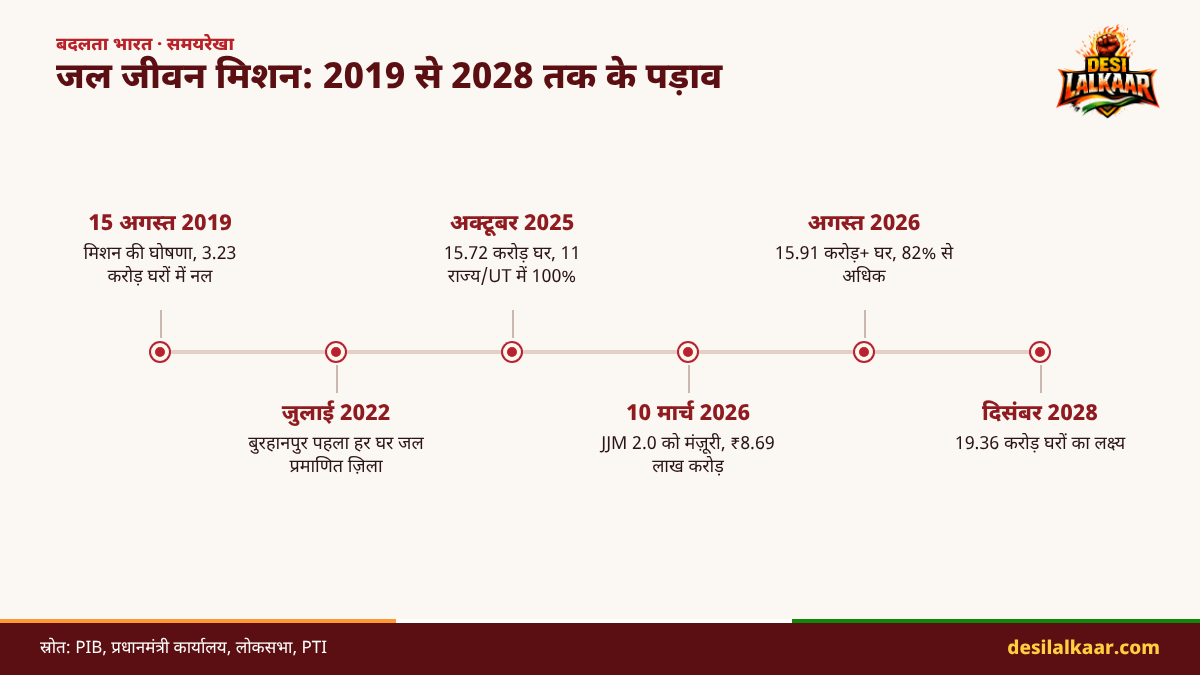 बदलता भारत · समयरेखा
जल जीवन मिशन: 2019 से 2028 तक के पड़ाव
DESI
LALKAAR
15 अगस्त 2019
मिशन की घोषणा, 3.23
करोड़ घरों में नल
अक्टूबर 2025
15.72 करोड़ घर, 11
राज्य/UT में 100%
अगस्त 2026
15.91 करोड़+ घर, 82% से
अधिक
जुलाई 2022
बुरहानपुर पहला हर घर जल
प्रमाणित ज़िला
10 मार्च 2026
JJM 2.0 को मंज़ूरी, ₹8.69
लाख करोड़
दिसंबर 2028
19.36 करोड़ घरों का लक्ष्य
स्रोत: PIB, प्रधानमंत्री कार्यालय, लोकसभा, PTI
desilalkaar.com